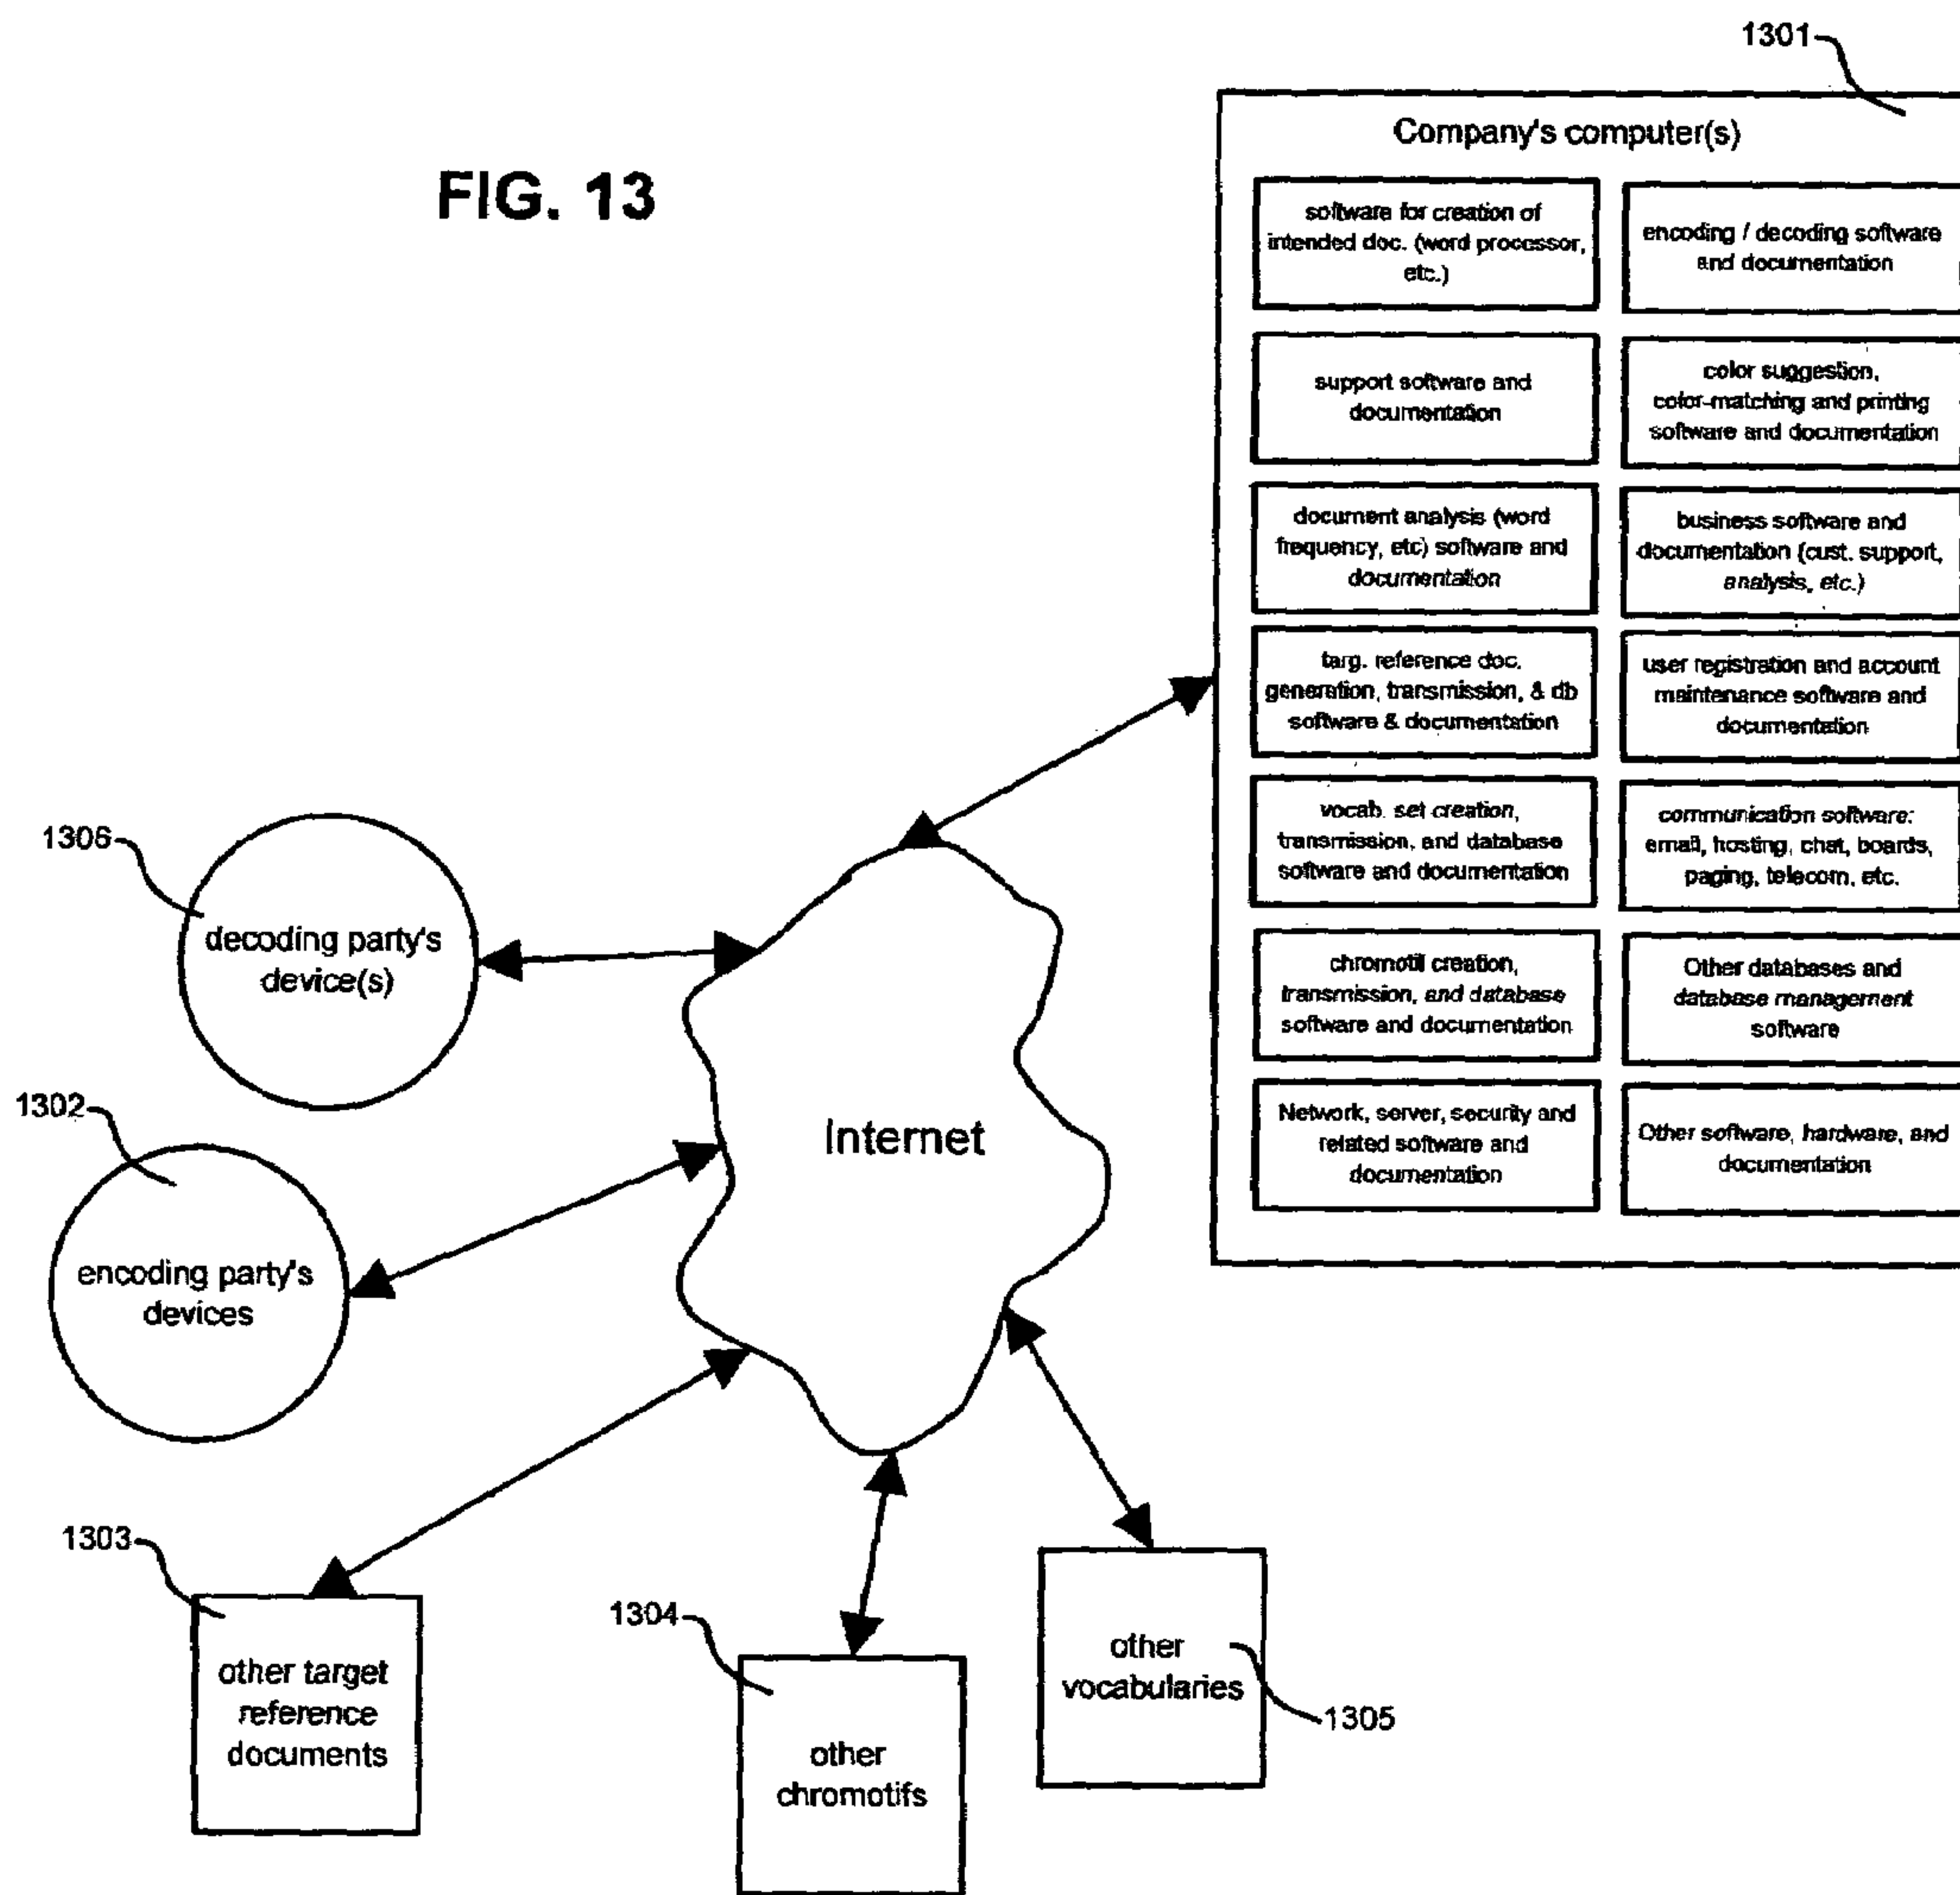 FIG. 13
1301
Company's computer(s)
software for creation of
intended doc. (word processor,
etc.)
encoding / decoding software
and documentation
support software and
documentation
color suggestion,
color-matching and printing
software and documentation
document analysis (word
frequency, etc) software and
documentation
business software and
documentation (cust. support,
analysis, etc.)
targ. reference doc.
generation, transmission, & db
software & documentation
user registration and account
maintenance software and
documentation
vocab. set creation,
transmission, and database
software and documentation
communication software:
email, hosting, chat, boards,
paging, telecom, etc.
chromotif creation,
transmission, and database
software and documentation
Other databases and
database management
software
Network, server, security and
related software and
documentation
Other software, hardware, and
documentation
1306
decoding party's
device(s)
1302
encoding party's
devices
Internet
1303
other target
reference
documents
1304
other
chromotifs
other
vocabularies
1305